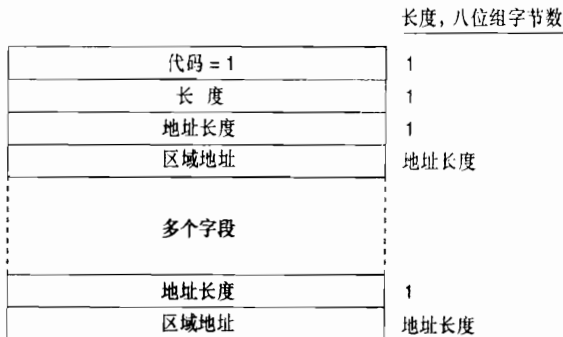 长度，八位组字节数
代码 = 1 1
长 度 1
地址长度 1
区域地址 地址长度
多个字段
地址长度 1
区域地址 地址长度